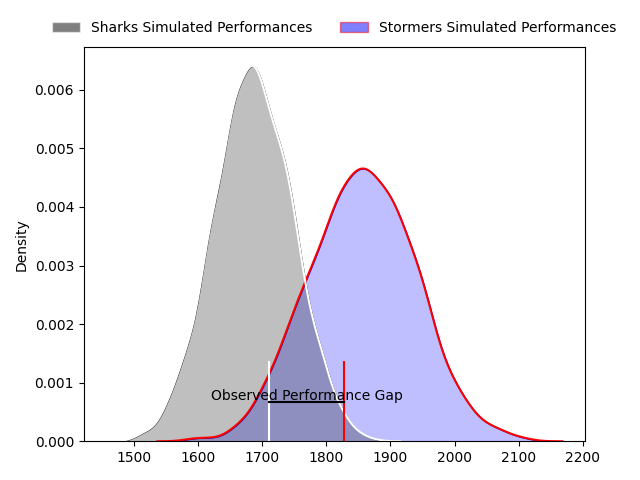 Sharks Simulated Performances
Stormers Simulated Performances
0.006
0.005
0.004
0.003
0.002
0.001
0.000
Density
Observed Performance Gap
1500 1600 1700 1800 1900 2000 2100 2200